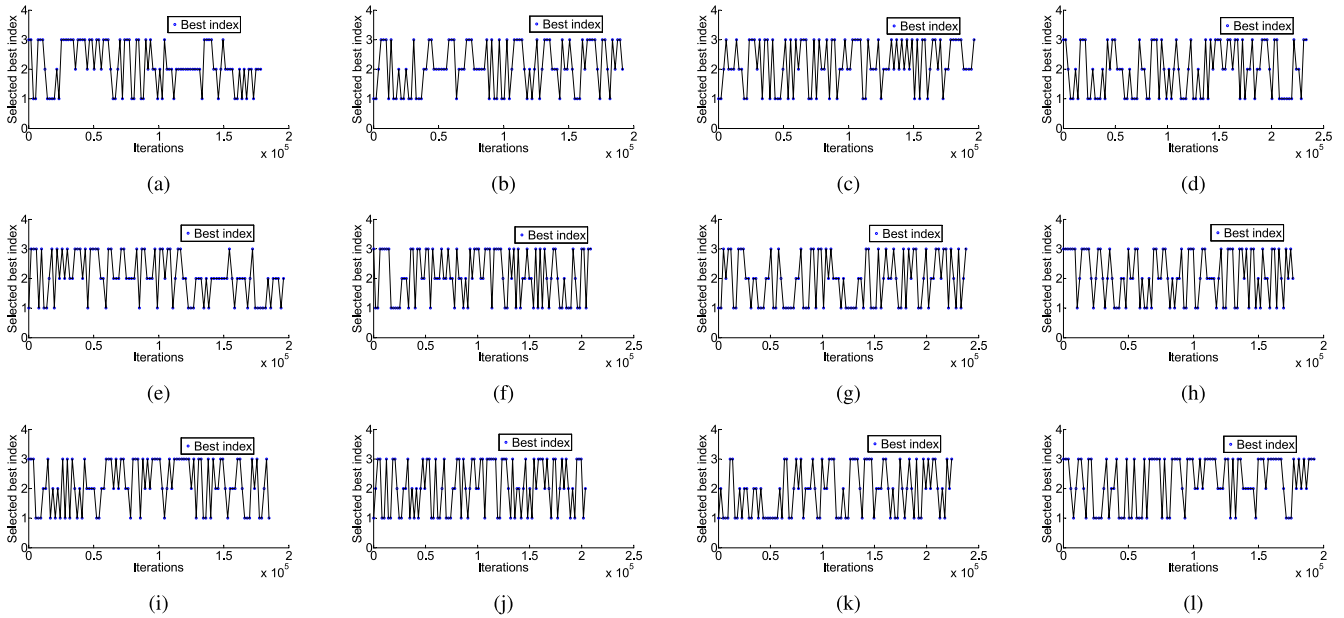 Best index
Selected best index
4
3
2
1
0
0 0.5 1 1.5 2
Iterations
x 10^5
(a)
Best index
Selected best index
4
3
2
1
0
0 0.5 1 1.5 2
Iterations
x 10^5
(b)
Best index
Selected best index
4
3
2
1
0
0 0.5 1 1.5 2
Iterations
x 10^5
(c)
Best index
Selected best index
4
3
2
1
0
0 0.5 1 1.5 2 2.5
Iterations
x 10^5
(d)
Best index
Selected best index
4
3
2
1
0
0 0.5 1 1.5 2
Iterations
x 10^5
(e)
Best index
Selected best index
4
3
2
1
0
0 0.5 1 1.5 2 2.5
Iterations
x 10^5
(f)
Best index
Selected best index
4
3
2
1
0
0 0.5 1 1.5 2 2.5
Iterations
x 10^5
(g)
Best index
Selected best index
4
3
2
1
0
0 0.5 1 1.5 2
Iterations
x 10^5
(h)
Best index
Selected best index
4
3
2
1
0
0 0.5 1 1.5 2
Iterations
x 10^5
(i)
Best index
Selected best index
4
3
2
1
0
0 0.5 1 1.5 2 2.5
Iterations
x 10^5
(j)
Best index
Selected best index
4
3
2
1
0
0 0.5 1 1.5 2 2.5
Iterations
x 10^5
(k)
Best index
Selected best index
4
3
2
1
0
0 0.5 1 1.5 2
Iterations
x 10^5
(l)